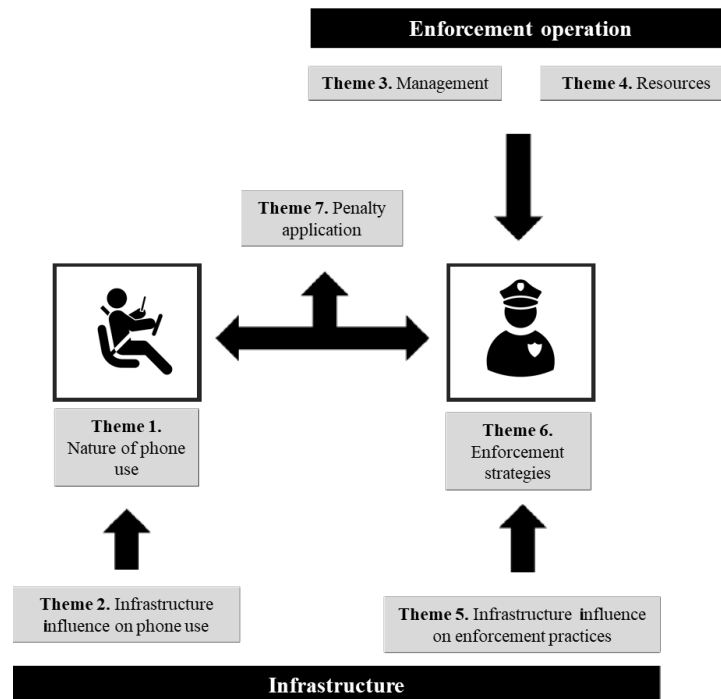 Enforcement operation
Theme 3. Management
Theme 4. Resources
Theme 7. Penalty
application
Theme 1.
Nature of phone
use
Theme 6.
Enforcement
strategies
Theme 2. Infrastructure
influence on phone use
Theme 5. Infrastructure influence
on enforcement practices
Infrastructure